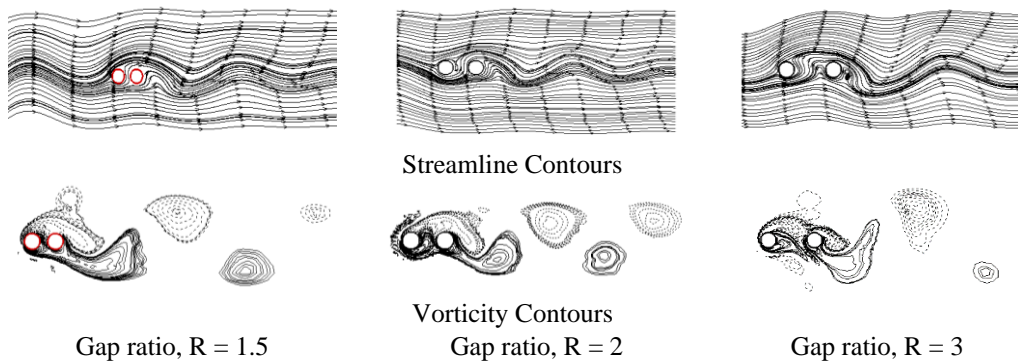 Streamline Contours
Vorticity Contours
Gap ratio, R = 1.5
Gap ratio, R = 2
Gap ratio, R = 3